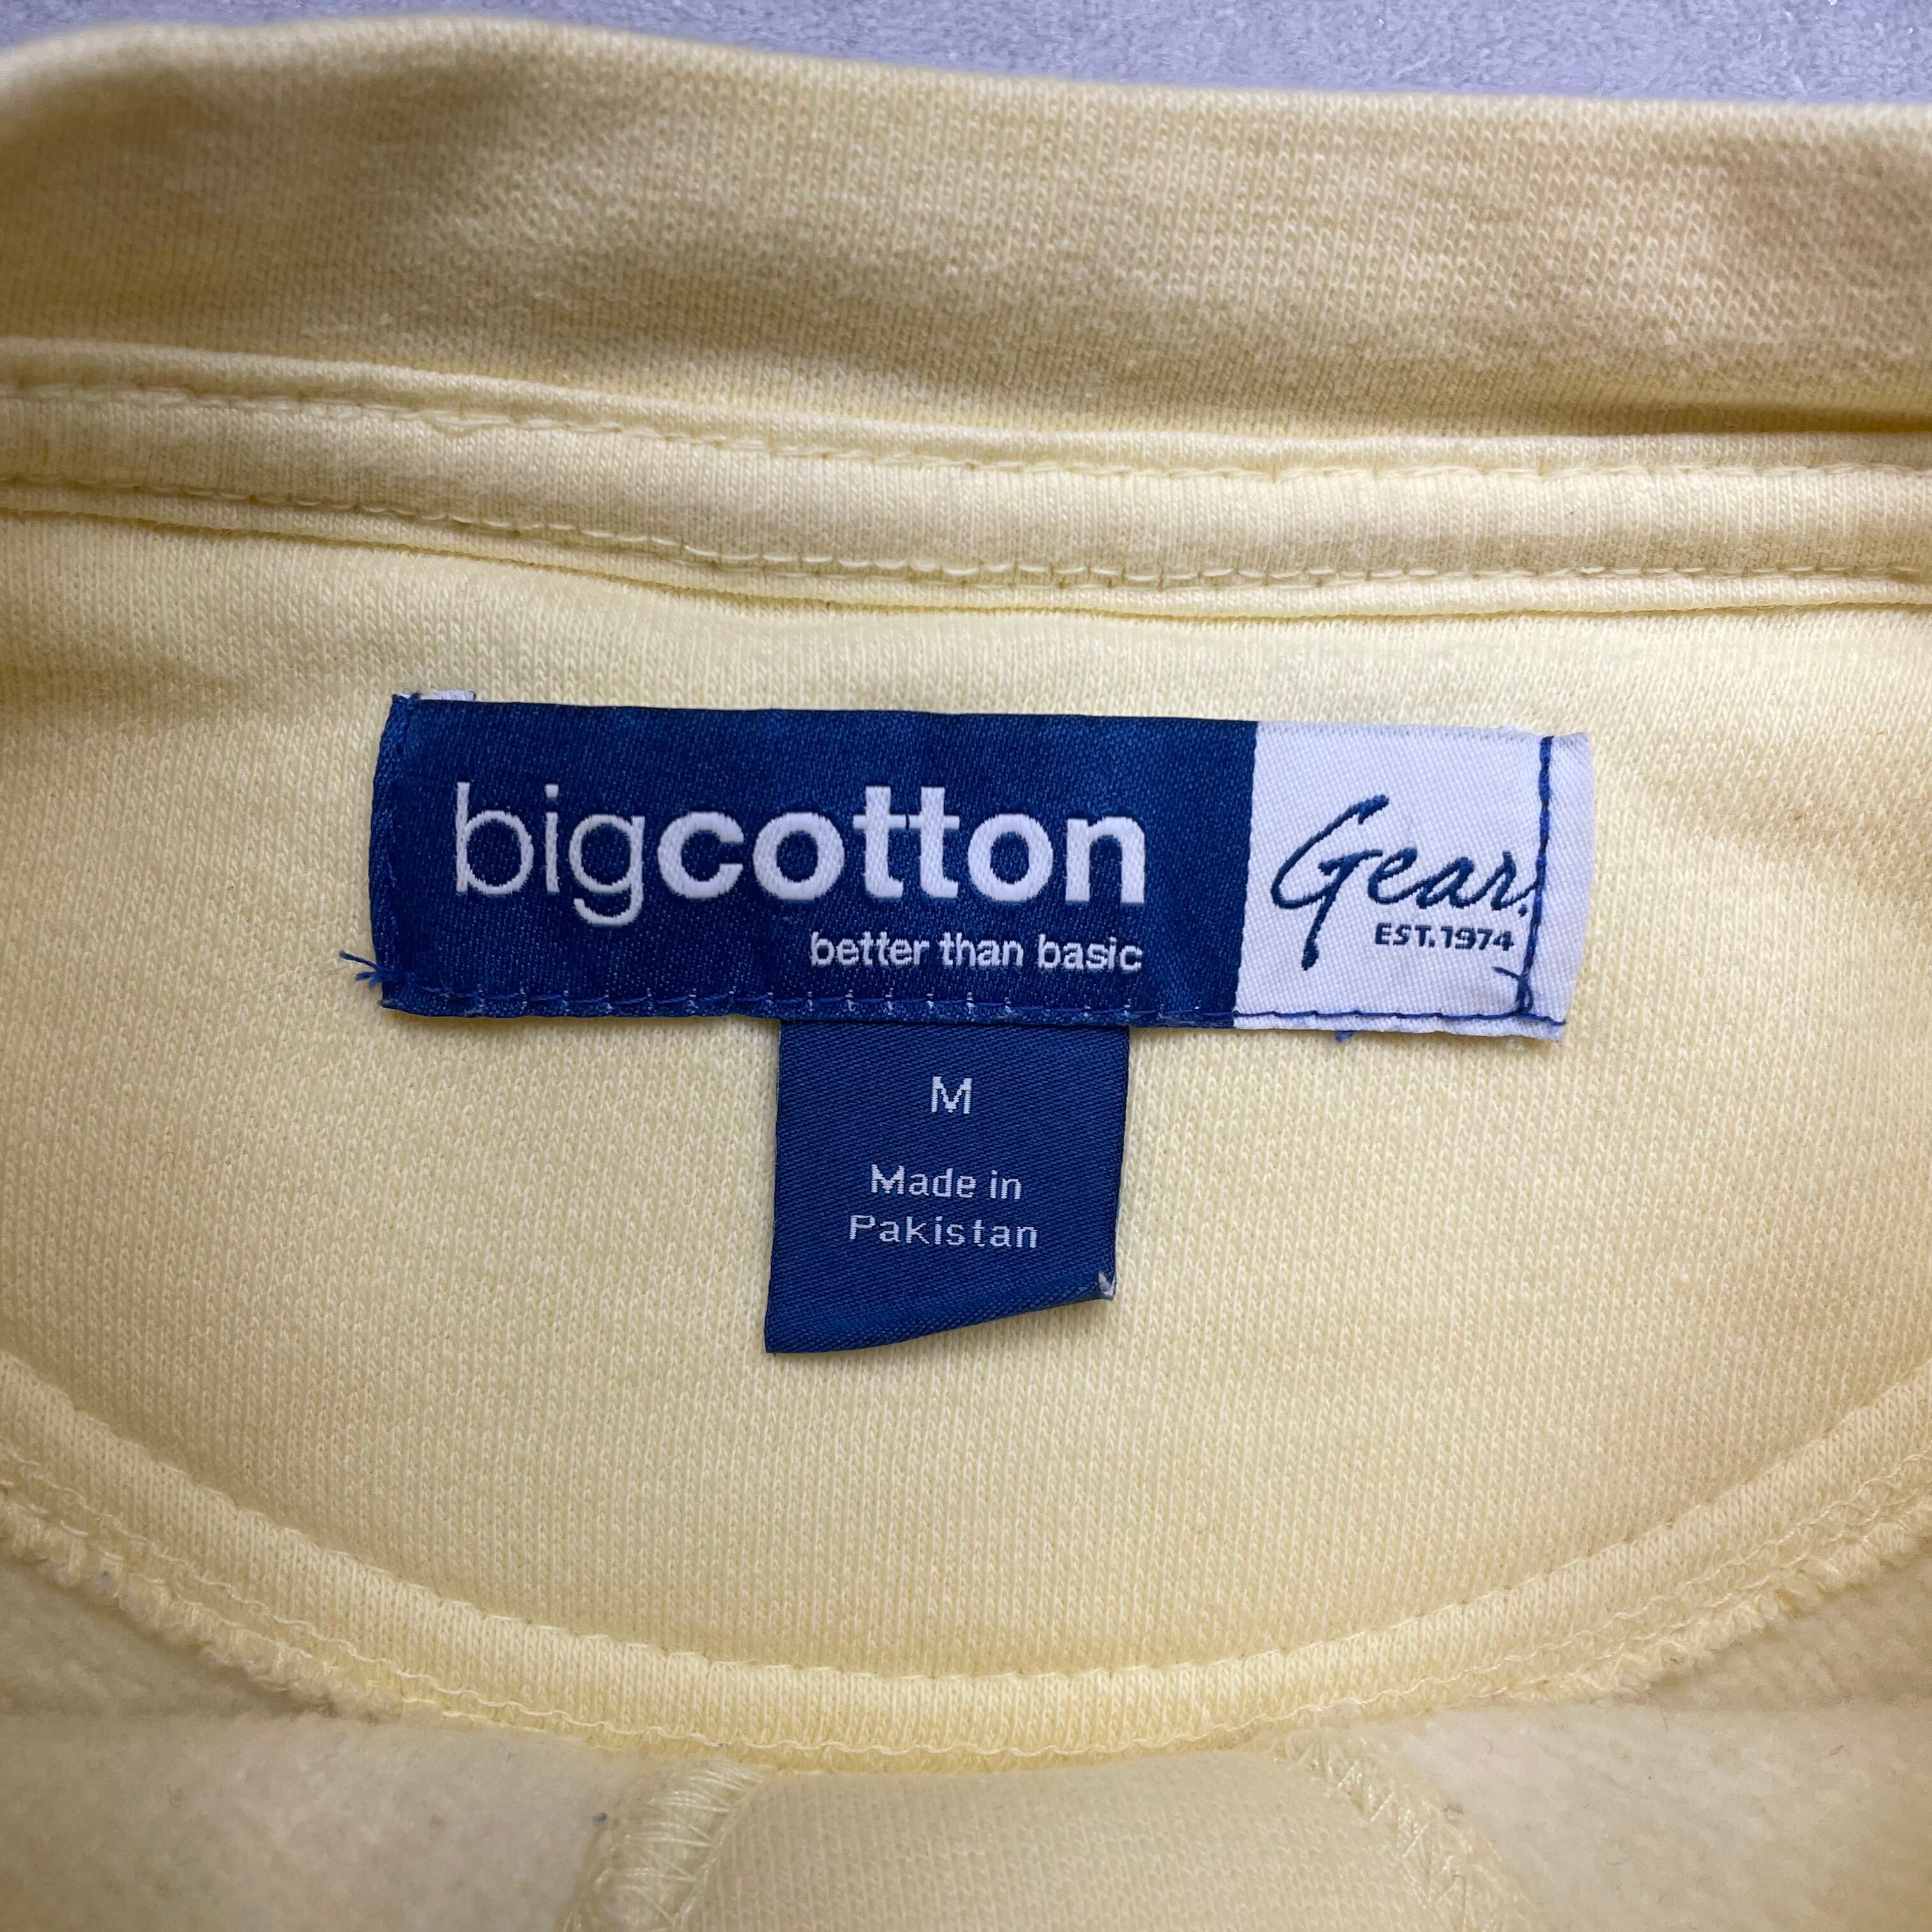 bigcotton
better than basic
Gear.
EST. 1974
M
Made in
Pakistan